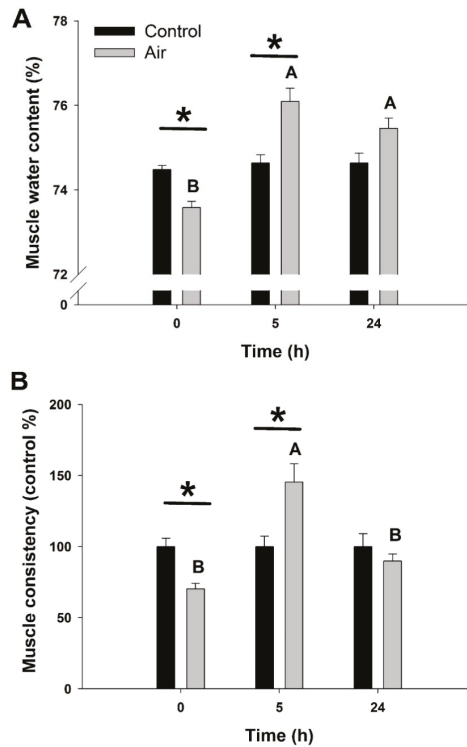 A
Control
Air
Muscle water content (%)
78
76
74
72
0
*
B
*
A
A
0 5 24
Time (h)
B
Muscle consistency (control %)
200
150
100
50
0
*
B
*
A
B
0 5 24
Time (h)